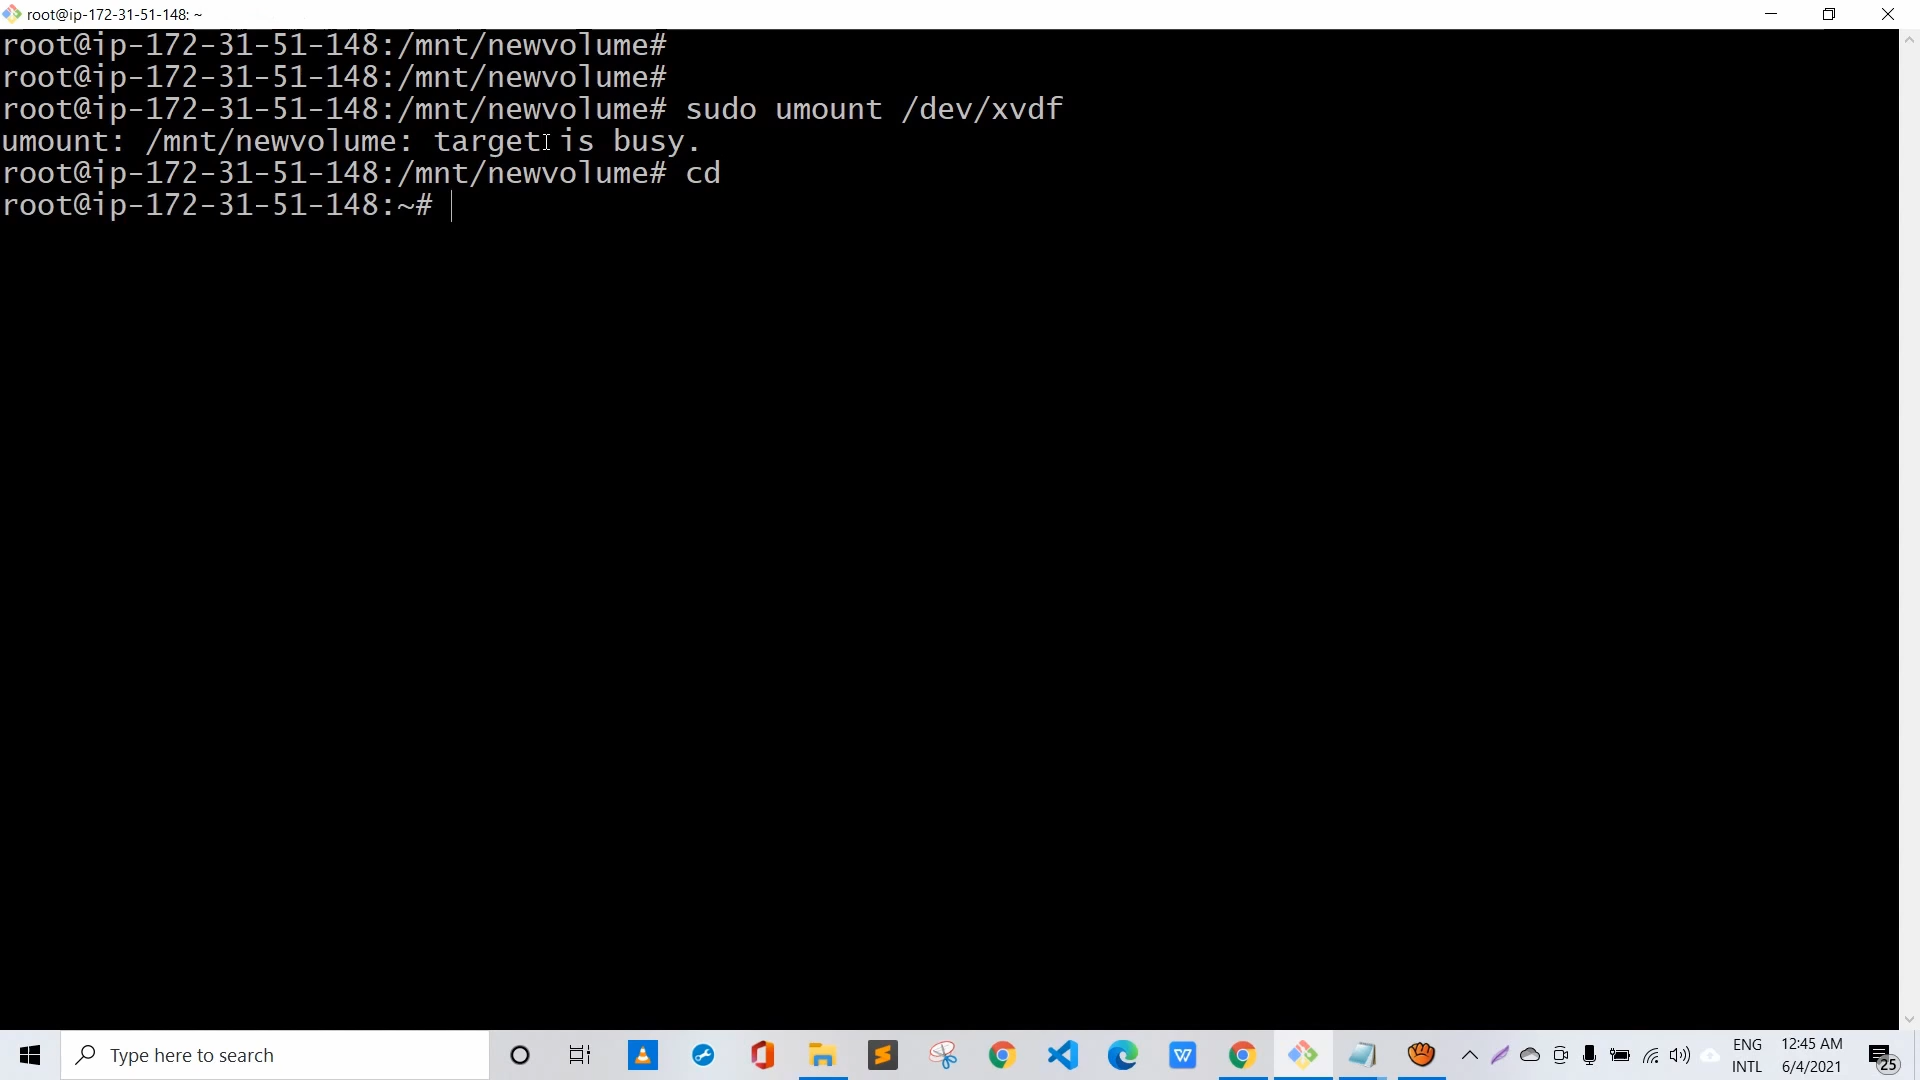 root@ip-172-31-51-148: ~
root@ip-172-31-51-148:/mnt/newvolume#
root@ip-172-31-51-148:/mnt/newvolume#
root@ip-172-31-51-148:/mnt/newvolume# sudo umount /dev/xvdf
umount: /mnt/newvolume: target is busy.
root@ip-172-31-51-148:/mnt/newvolume# cd
root@ip-172-31-51-148:~#
Type here to search
W
ENG
INTL
12:45 AM
6/4/2021
25